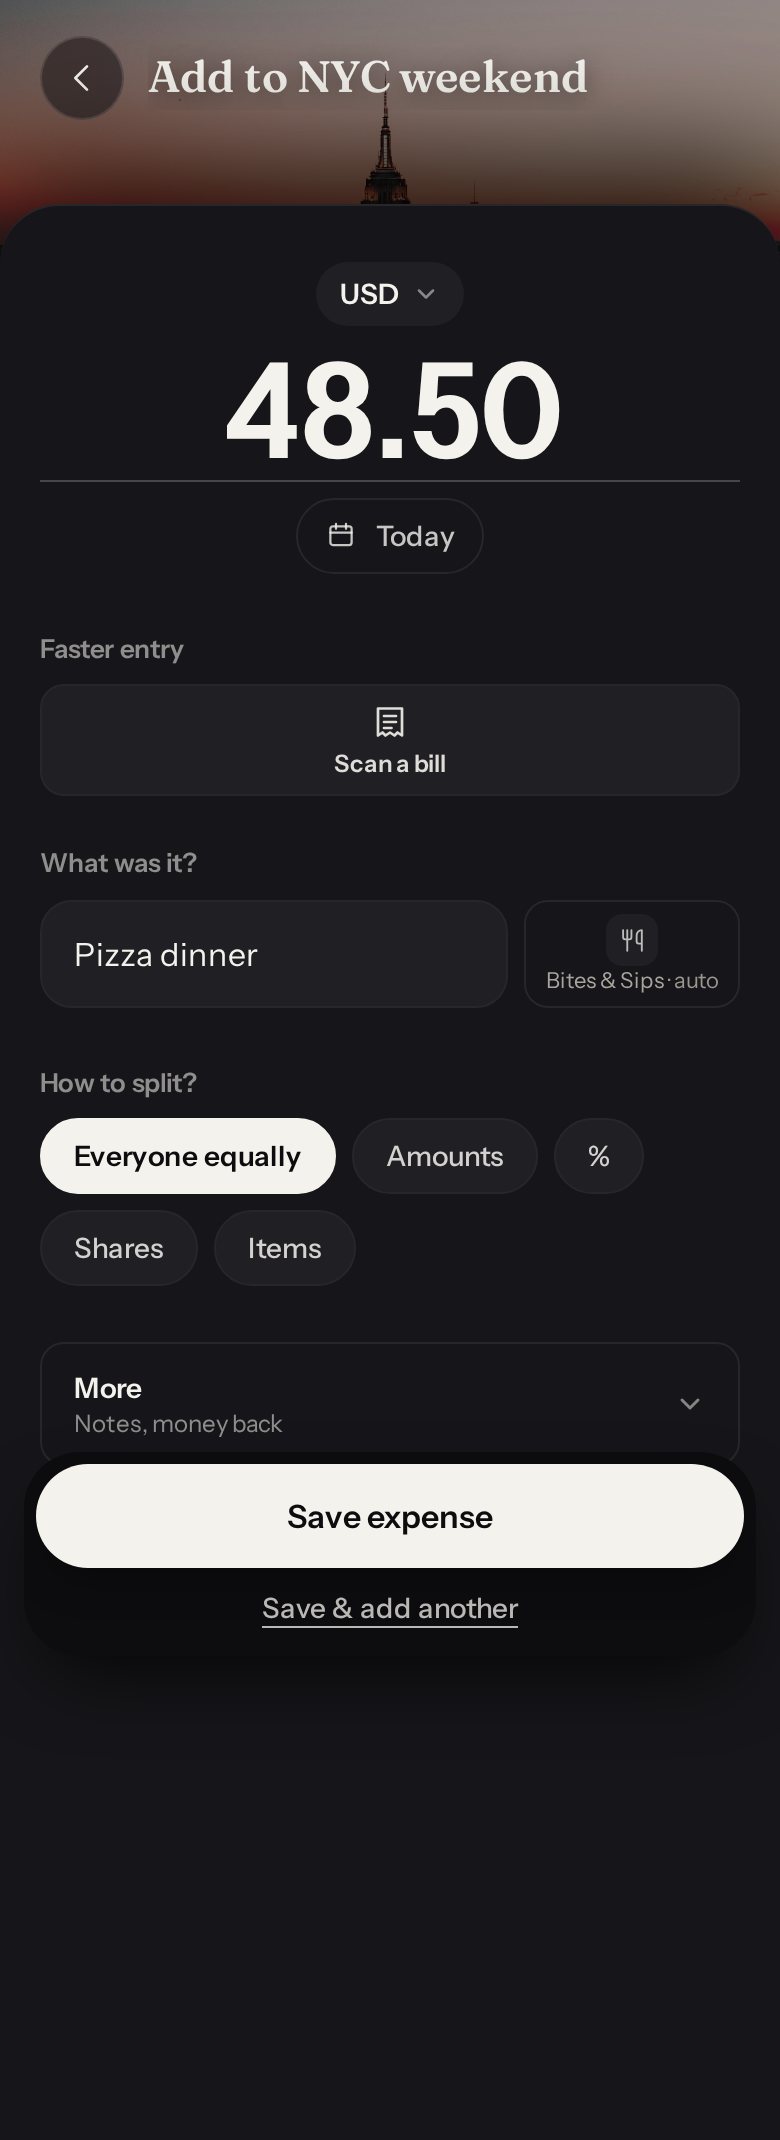 Add to NYC weekend
USD
48.50
Today
Faster entry
Scan a bill
What was it?
Pizza dinner
Bites & Sips · auto
How to split?
Everyone equally
Amounts
%
Shares
Items
More
Notes, money back
Save expense
Save & add another